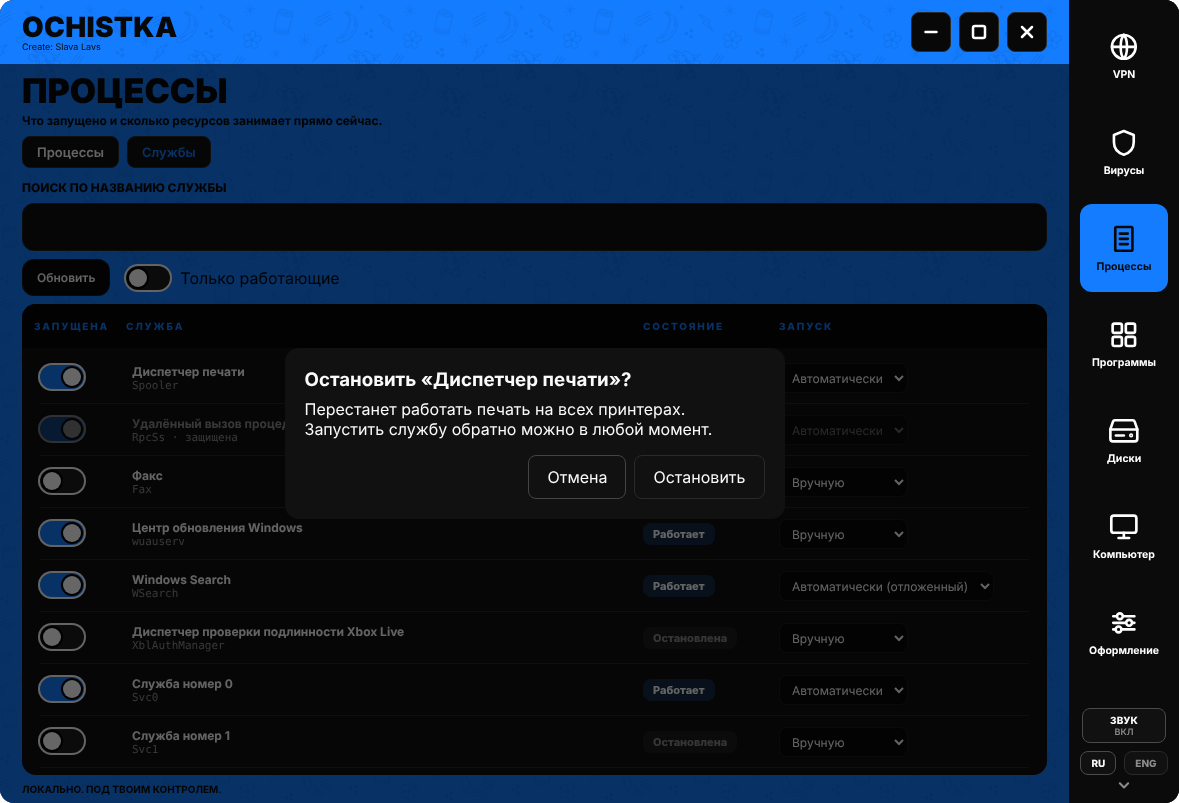 OCHISTKA
Create: Slava Lavs
ПРОЦЕССЫ
Что запущено и сколько ресурсов занимает прямо сейчас.
Процессы
Службы
ПОИСК ПО НАЗВАНИЮ СЛУЖБЫ
Обновить
Только работающие
ЗАПУЩЕНА СЛУЖБА СОСТОЯНИЕ ЗАПУСК
Диспетчер печати
Spooler
Автоматически
Удалённый вызов
RpcSs · защищена
Автоматически
Факс
Fax
Вручную
Остановить «Диспетчер печати»?
Перестанет работать печать на всех принтерах.
Запустить службу обратно можно в любой момент.
Отмена
Остановить
Центр обновления Windows
wuauserv
Работает
Вручную
Windows Search
WSearch
Работает
Автоматически (отложенный)
Диспетчер проверки подлинности Xbox Live
XblAuthManager
Остановлена
Вручную
Служба номер 0
Svc0
Работает
Автоматически
Служба номер 1
Svc1
Остановлена
Вручную
ЛОКАЛЬНО. ПОД ТВОИМ КОНТРОЛЕМ.
VPN
Вирусы
Процессы
Программы
Диски
Компьютер
Оформление
ЗВУК
ВКЛ
RU
ENG